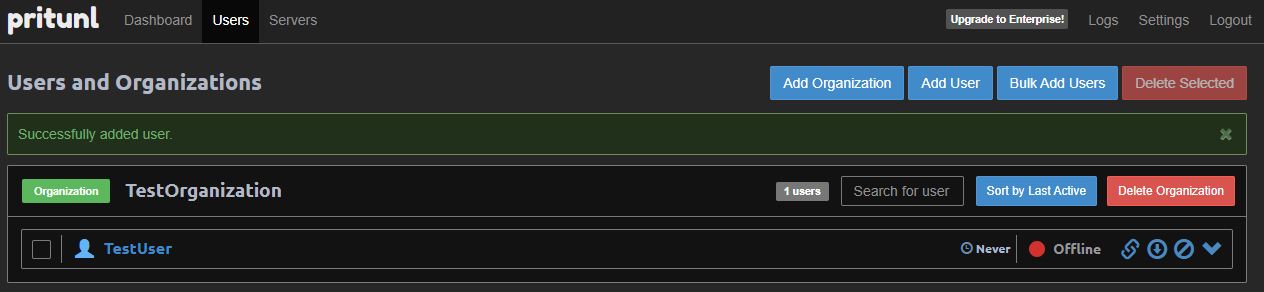 pritunl Dashboard Users Servers Upgrade to Enterprise! Logs Settings Logout
Users and Organizations Add Organization Add User Bulk Add Users Delete Selected
Successfully added user.
Organization TestOrganization 1 users Search for user Sort by Last Active Delete Organization
TestUser Never Offline